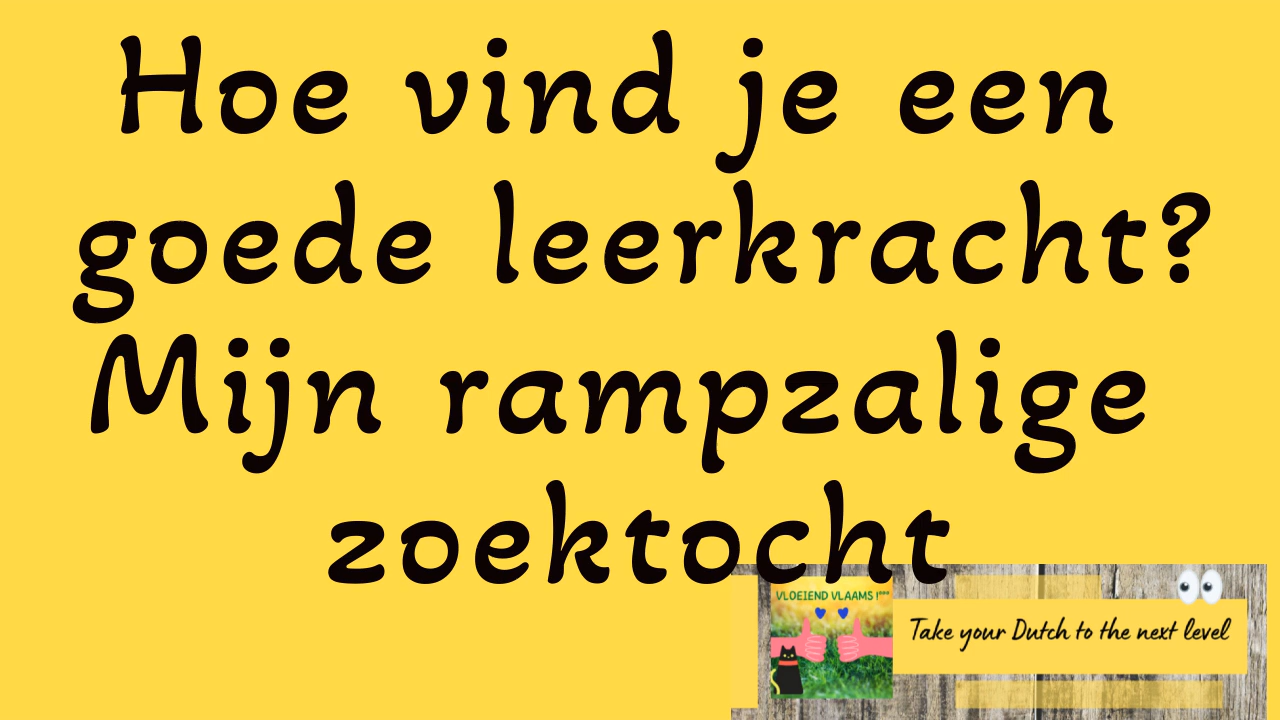 Hoe vind je een
goede leerkracht?
Mijn rampzalige
zoektocht
VLOEIEND VLAAMS !°°°
Take your Dutch to the next level